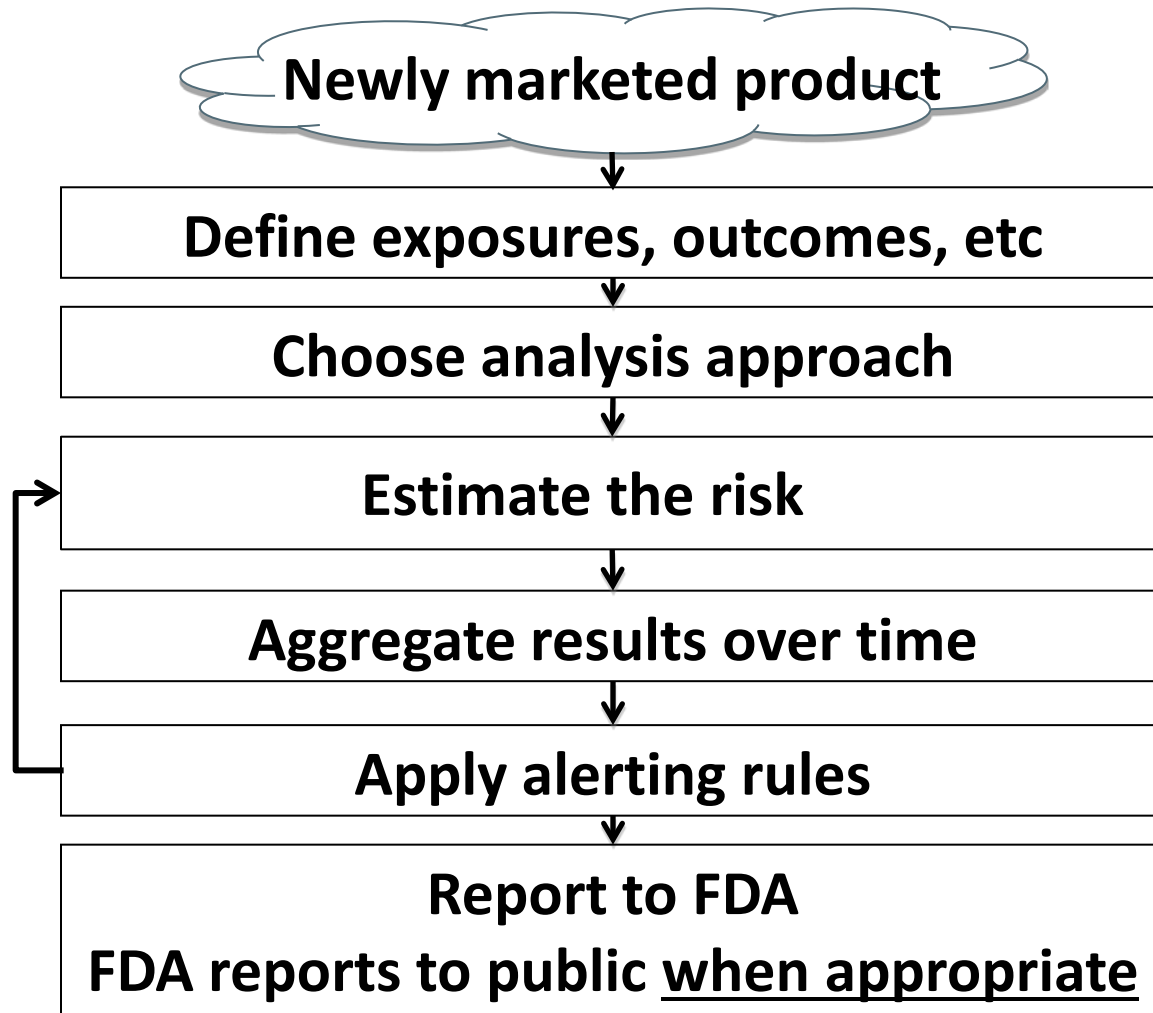 Newly marketed product
Define exposures, outcomes, etc
Choose analysis approach
Estimate the risk
Aggregate results over time
Apply alerting rules
Report to FDA
FDA reports to public when appropriate